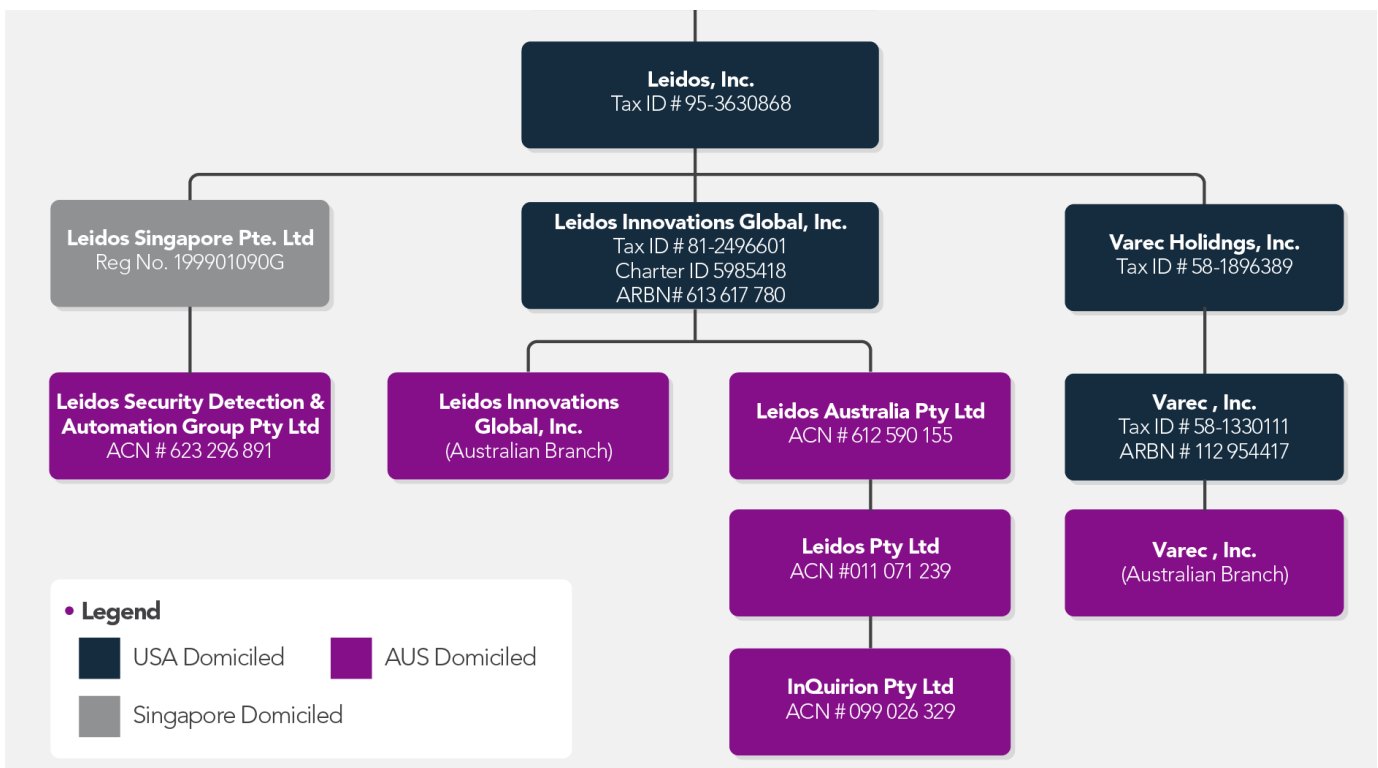 Leidos, Inc.
Tax ID # 95-3630868
Leidos Singapore Pte. Ltd
Reg No. 199901090G
Leidos Innovations Global, Inc.
Tax ID # 81-2496601
Charter ID 5985418
ARBN# 613 617 780
Varec Holidngs, Inc.
Tax ID # 58-1896389
Leidos Security Detection &
Automation Group Pty Ltd
ACN # 623 296 891
Leidos Innovations
Global, Inc.
(Australian Branch)
Leidos Australia Pty Ltd
ACN # 612 590 155
Varec , Inc.
Tax ID # 58-1330111
ARBN # 112 954417
Leidos Pty Ltd
ACN #011 071 239
Varec , Inc.
(Australian Branch)
InQuirion Pty Ltd
ACN # 099 026 329
• Legend
USA Domiciled
AUS Domiciled
Singapore Domiciled